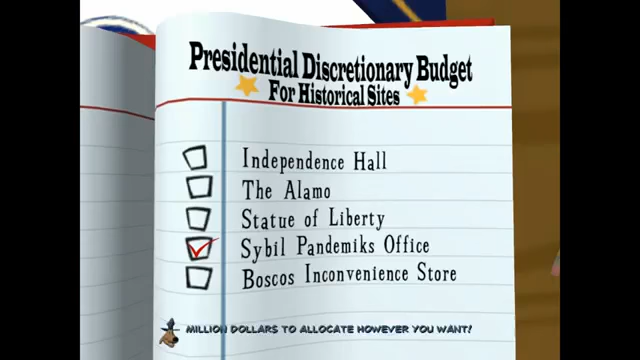 Presidential Discretionary Budget
For Historical Sites
Independence Hall
The Alamo
Statue of Liberty
Sybil Pandemiks Office
Boscos Inconvenience Store
MILLION DOLLARS TO ALLOCATE HOWEVER YOU WANT!